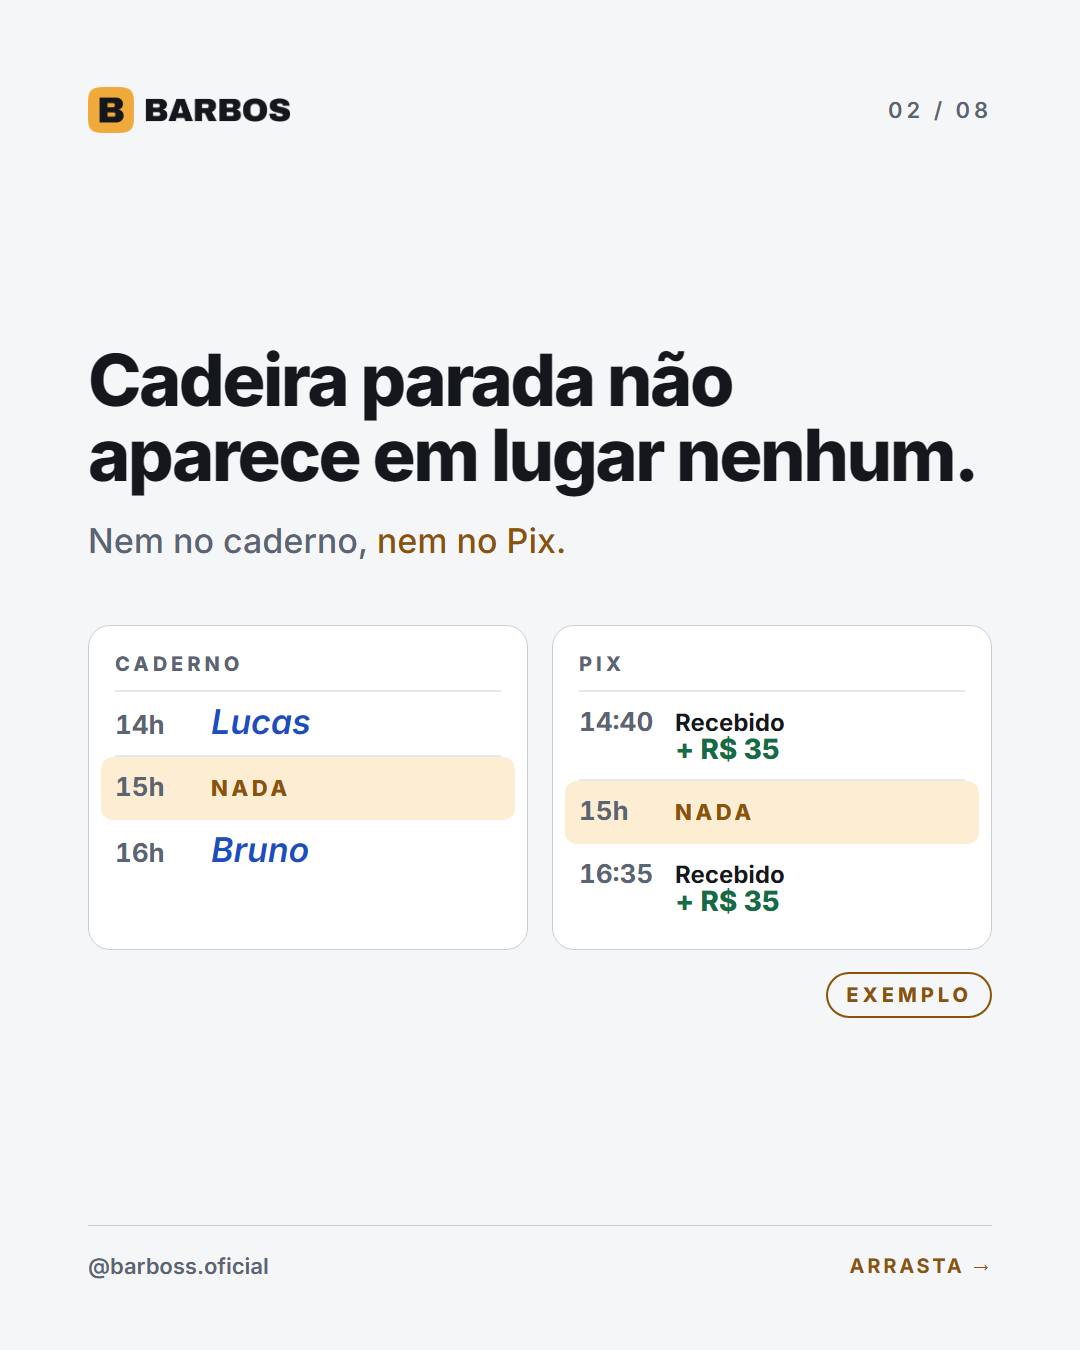 B BARBOS
02 / 08
Cadeira parada não
aparece em lugar nenhum.
Nem no caderno, nem no Pix.
CADERNO
14h Lucas
15h NADA
16h Bruno
PIX
14:40 Recebido
+ R$ 35
15h NADA
16:35 Recebido
+ R$ 35
EXEMPLO
@barboss.oficial
ARRASTA →